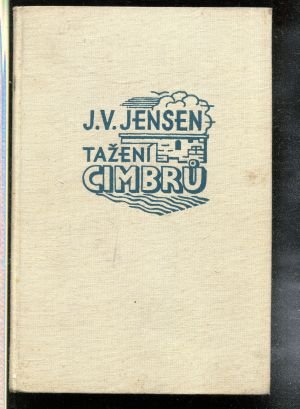 J.V. JENSEN
TAŽENÍ
CIMBRŮ